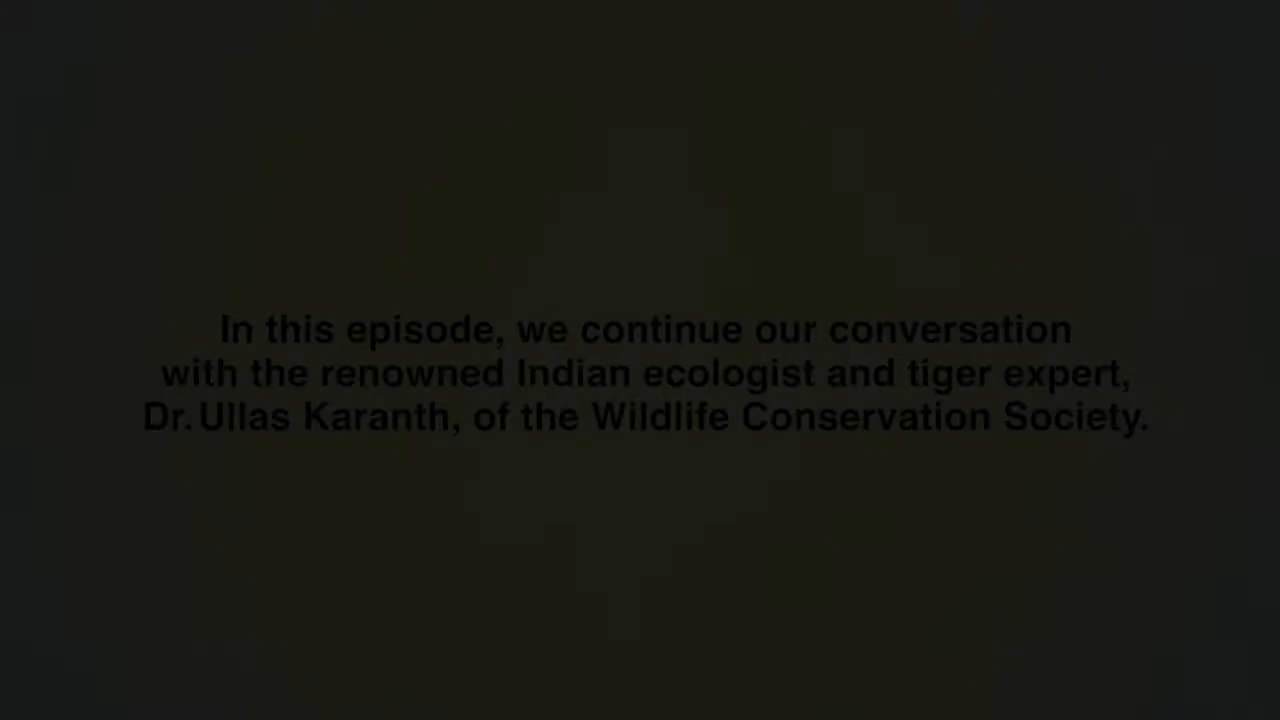 In this episode, we continue our conversation
with the renowned Indian ecologist and tiger expert,
Dr. Ullas Karanth, of the Wildlife Conservation Society.